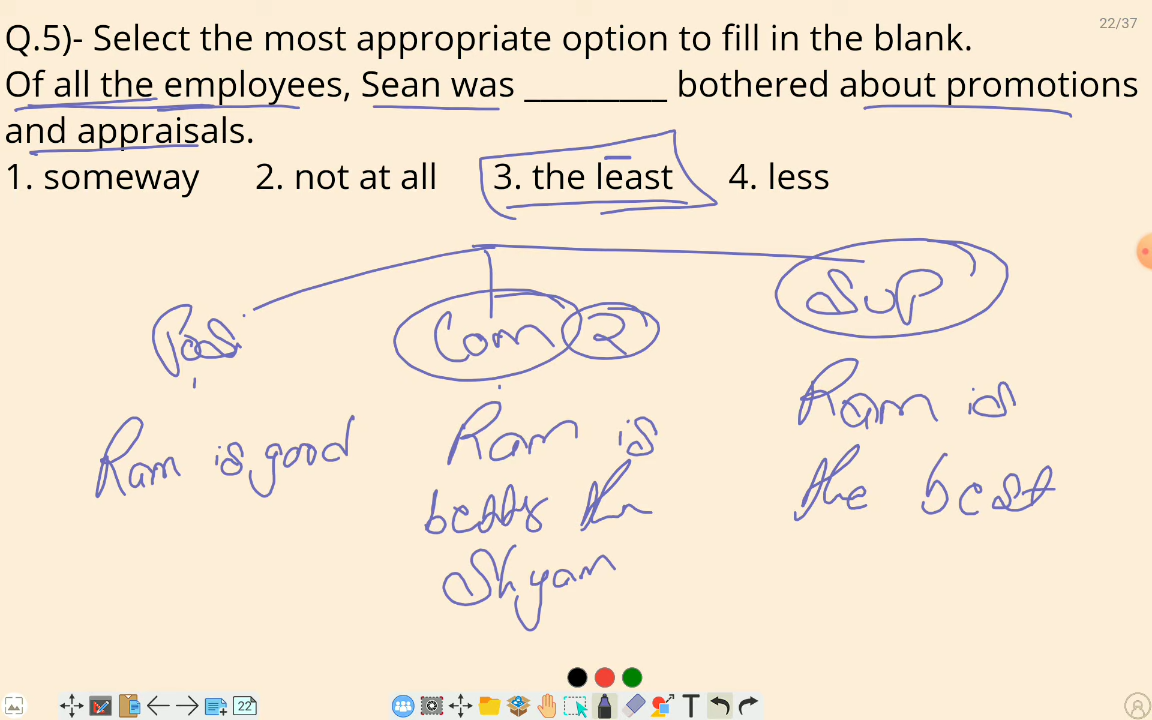 22/37
Q.5)- Select the most appropriate option to fill in the blank.
Of all the employees, Sean was _________ bothered about promotions
and appraisals.
1. someway 2. not at all 3. the least 4. less
Pos Com 2 Sup
Ram is good Ram is Ram is
than the best
Shyam
22
T